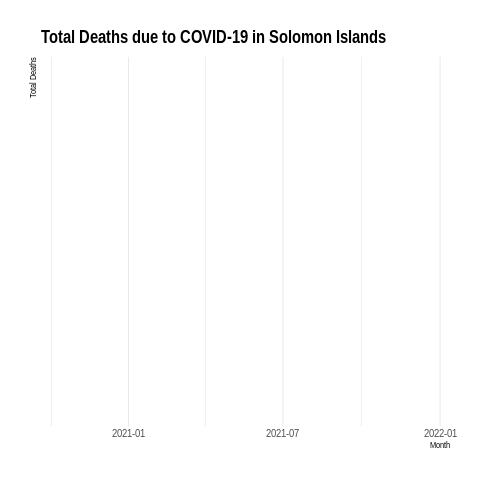 Total Deaths due to COVID-19 in Solomon Islands
Total Deaths
2021-01
2021-07
2022-01
Month